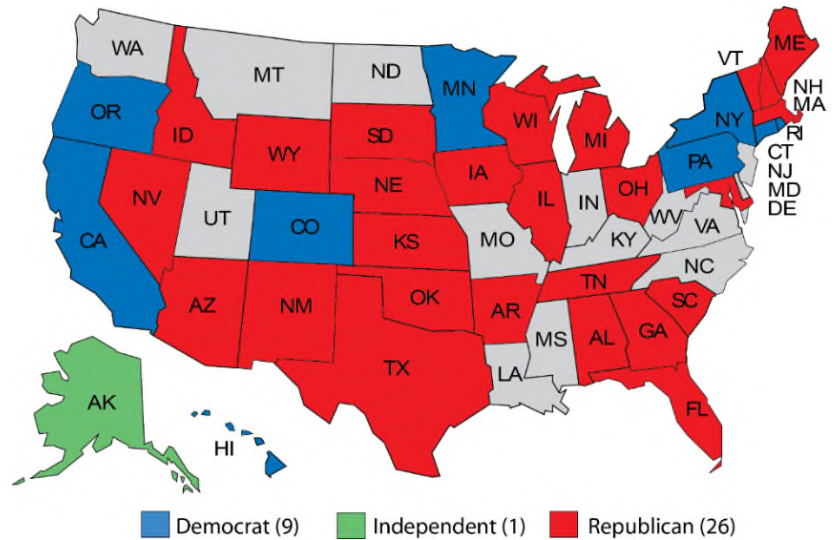 WA
MT
ND
MN
VT
ME
OR
ID
WY
SD
WI
MI
NY
NH
MA
RI
CT
NJ
MD
DE
NV
UT
CO
NE
IA
IL
IN
OH
PA
CA
KS
MO
KY
WV
VA
AZ
NM
OK
AR
TN
NC
SC
TX
LA
MS
AL
GA
FL
AK
HI
Democrat (9) Independent (1) Republican (26)